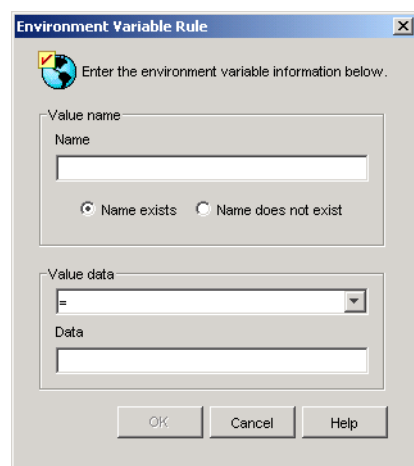 Environment Variable Rule
Enter the environment variable information below.
Value name
Name
Name exists Name does not exist
Value data
=
Data
OK Cancel Help